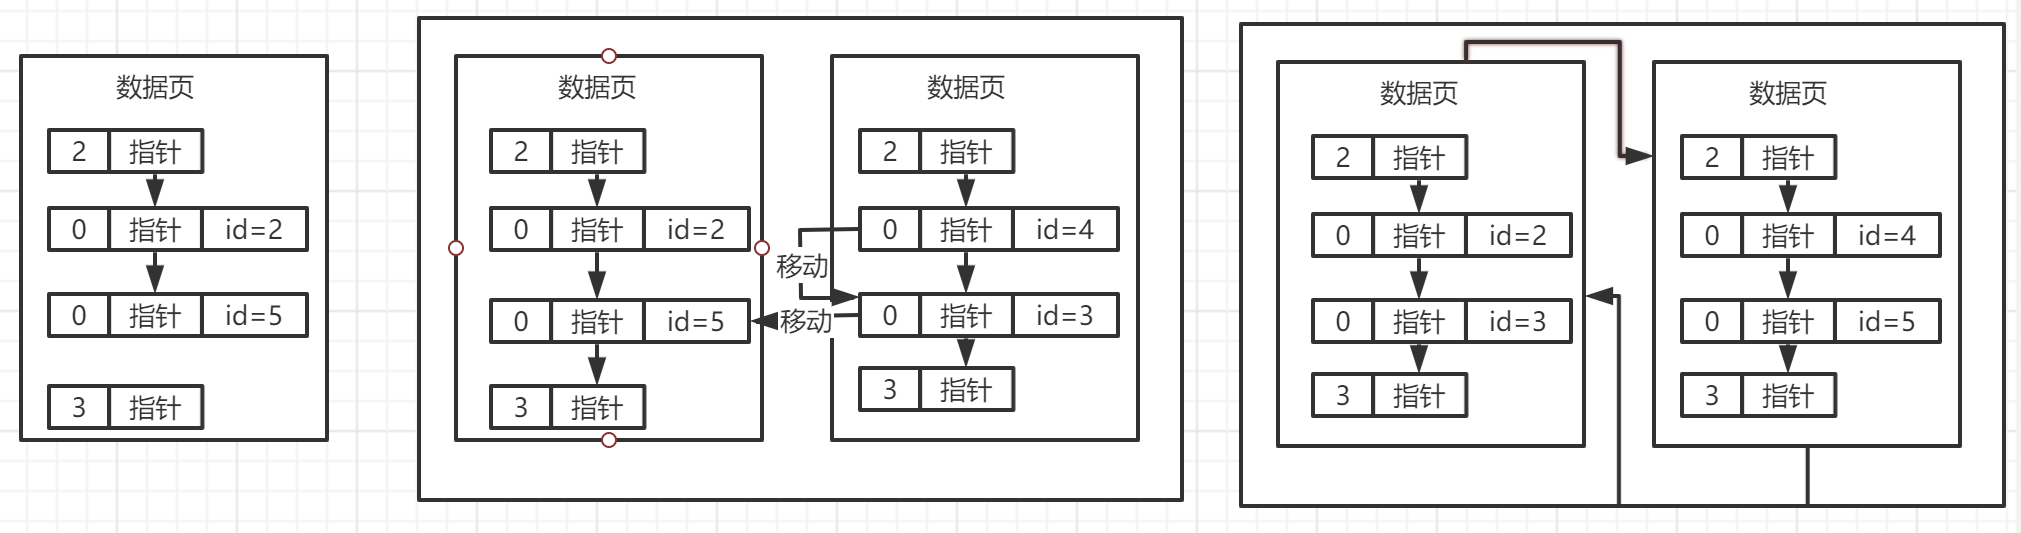 数据页
2 指针
0 指针 id=2
0 指针 id=5
3 指针
数据页
2 指针
0 指针 id=2
0 指针 id=5
3 指针
移动
移动
数据页
2 指针
0 指针 id=4
0 指针 id=3
3 指针
数据页
2 指针
0 指针 id=2
0 指针 id=3
3 指针
数据页
2 指针
0 指针 id=4
0 指针 id=5
3 指针